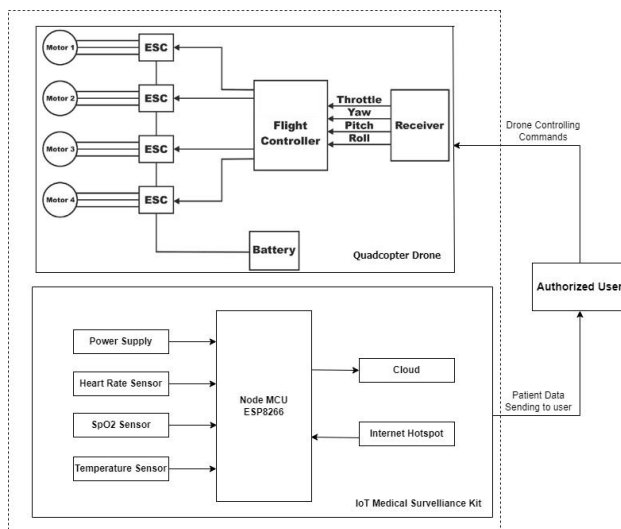 Motor 1
ESC
Motor 2
ESC
Motor 3
ESC
Motor 4
ESC
Flight
Controller
Throttle
Yaw
Pitch
Roll
Receiver
Battery
Quadcopter Drone
Drone Controlling
Commands
Authorized User
Patient Data
Sending to user
Power Supply
Heart Rate Sensor
SpO2 Sensor
Temperature Sensor
Node MCU
ESP8266
Cloud
Internet Hotspot
IoT Medical Survelliance Kit